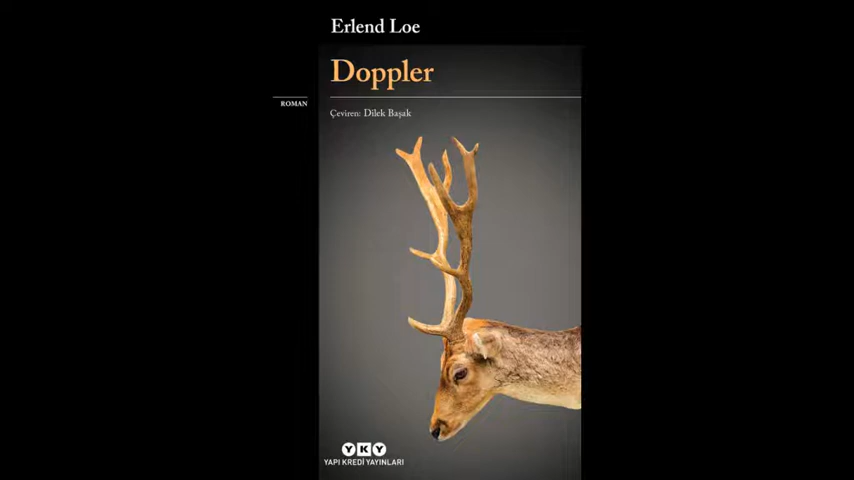 Erlend Loe
Doppler
ROMAN
Çeviren: Dilek Başak
YKY
YAPI KREDİ YAYINLARI